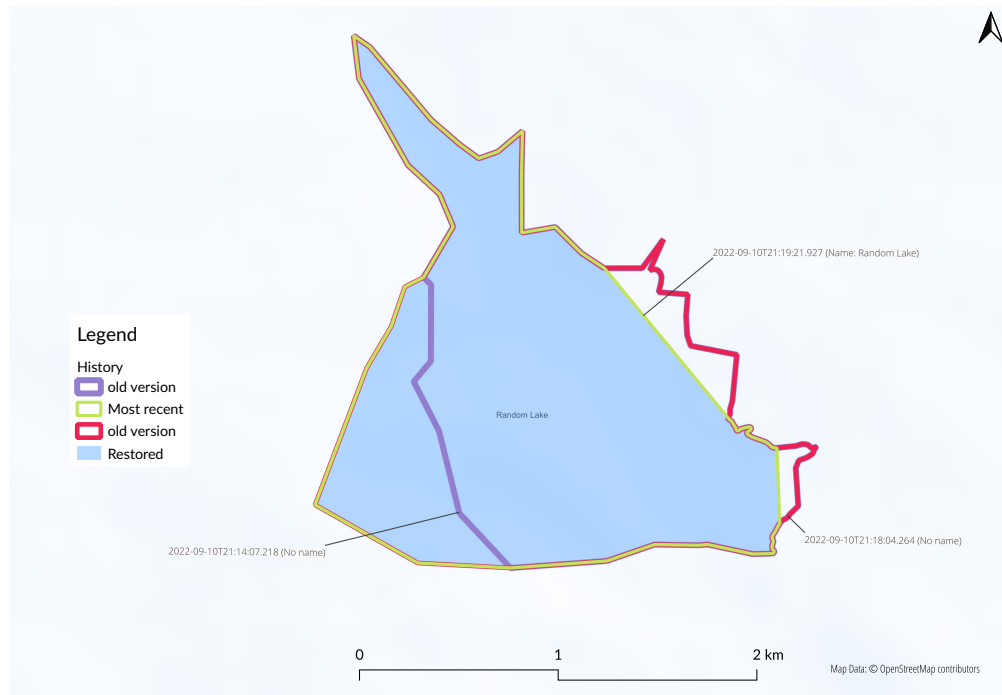 2022-09-10T21:19:21.927 (Name: Random Lake)
Legend
History
old version
Most recent
old version
Restored
Random Lake
2022-09-10T21:14:07.218 (No name)
2022-09-10T21:18:04.264 (No name)
0 1 2 km
Map Data: © OpenStreetMap contributors